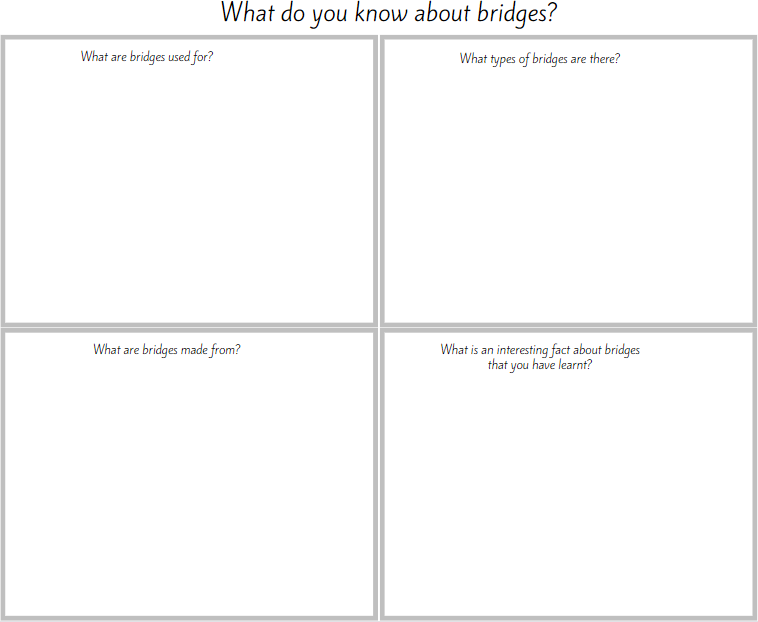 What do you know about bridges?
What are bridges used for?
What types of bridges are there?
What are bridges made from?
What is an interesting fact about bridges
that you have learnt?